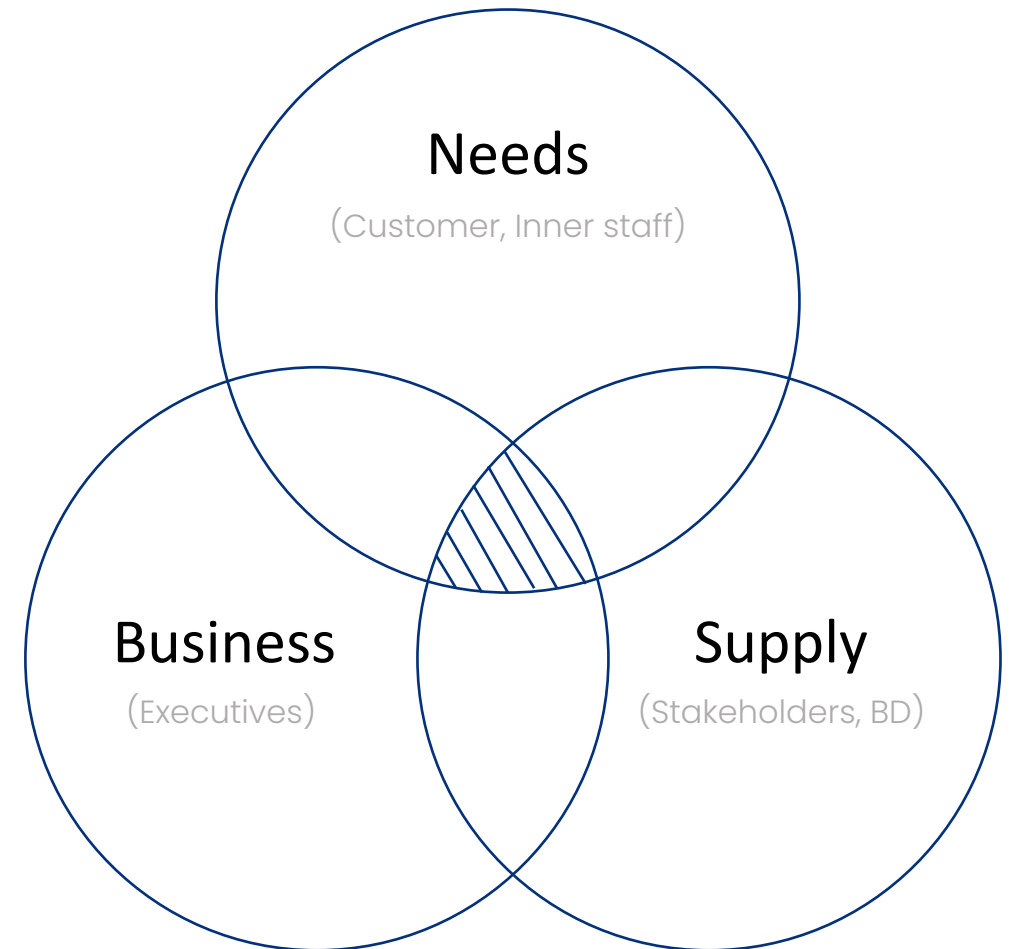 Needs
(Customer, Inner staff)
Business
(Executives)
Supply
(Stakeholders, BD)